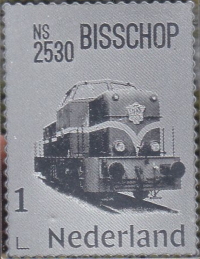 NS
2530 BISSCHOP
1
Nederland